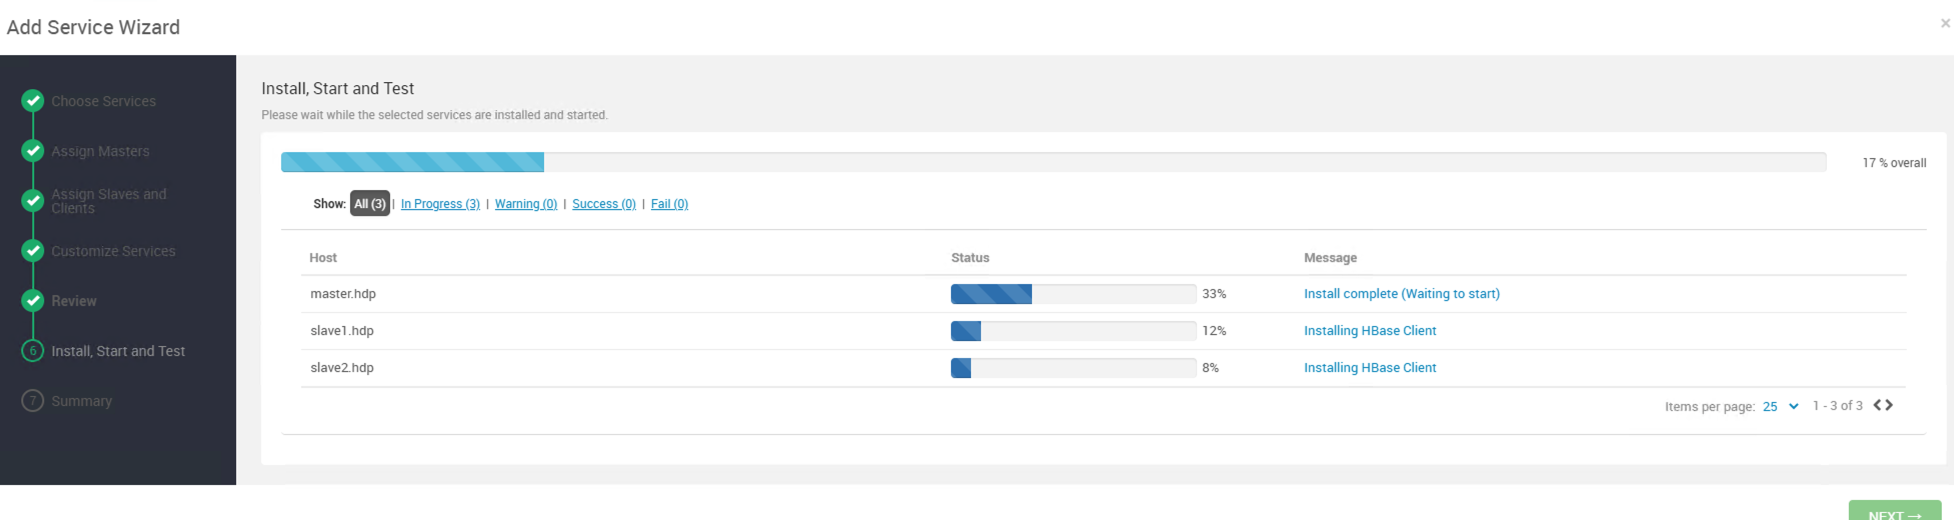 Add Service Wizard
×
Choose Services
Assign Masters
Assign Slaves and
Clients
Customize Services
Review
6 Install, Start and Test
7 Summary
Install, Start and Test
Please wait while the selected services are installed and started.
17 % overall
Show: All (3) | In Progress (3) | Warning (0) | Success (0) | Fail (0)
Host Status Message
master.hdp 33% Install complete (Waiting to start)
slave1.hdp 12% Installing HBase Client
slave2.hdp 8% Installing HBase Client
Items per page: 25 1 - 3 of 3
NEXT →